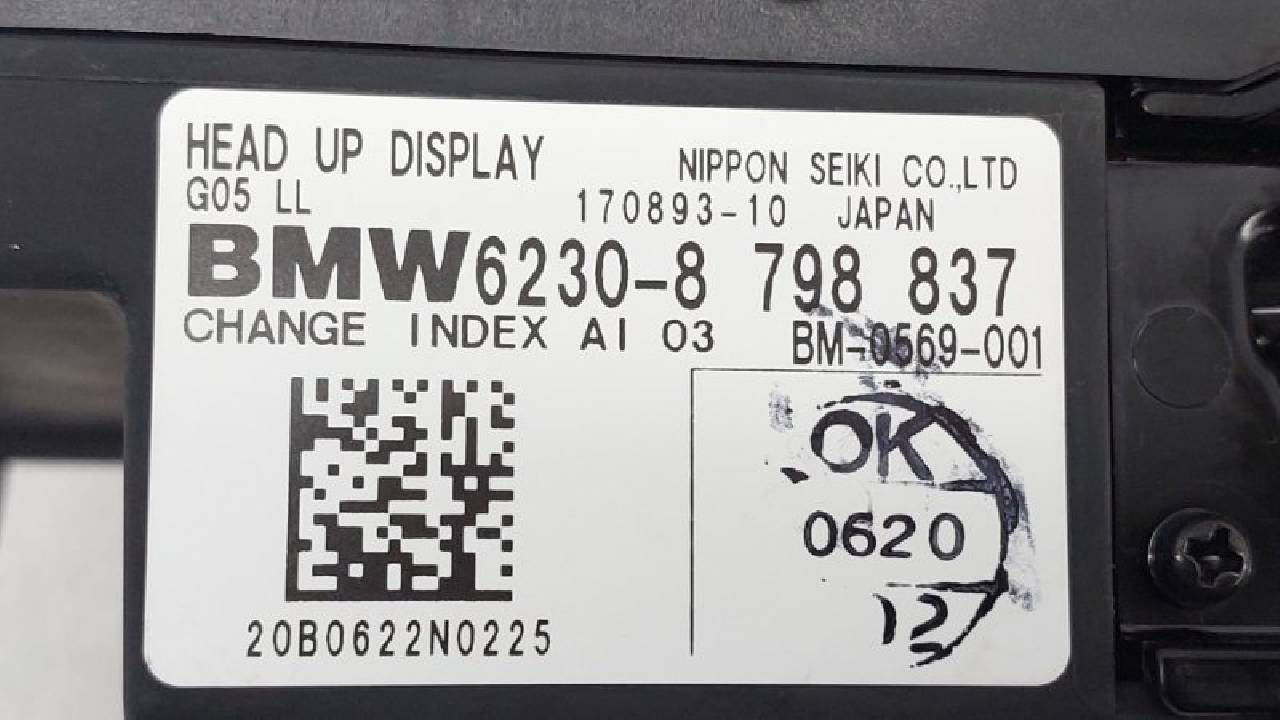 HEAD UP DISPLAY
NIPPON SEIKI CO.,LTD
G05 LL
170893-10 JAPAN
BMW 6230-8 798 837
CHANGE INDEX AI 03
BM-0569-001
OK
0620
12
20B0622N0225